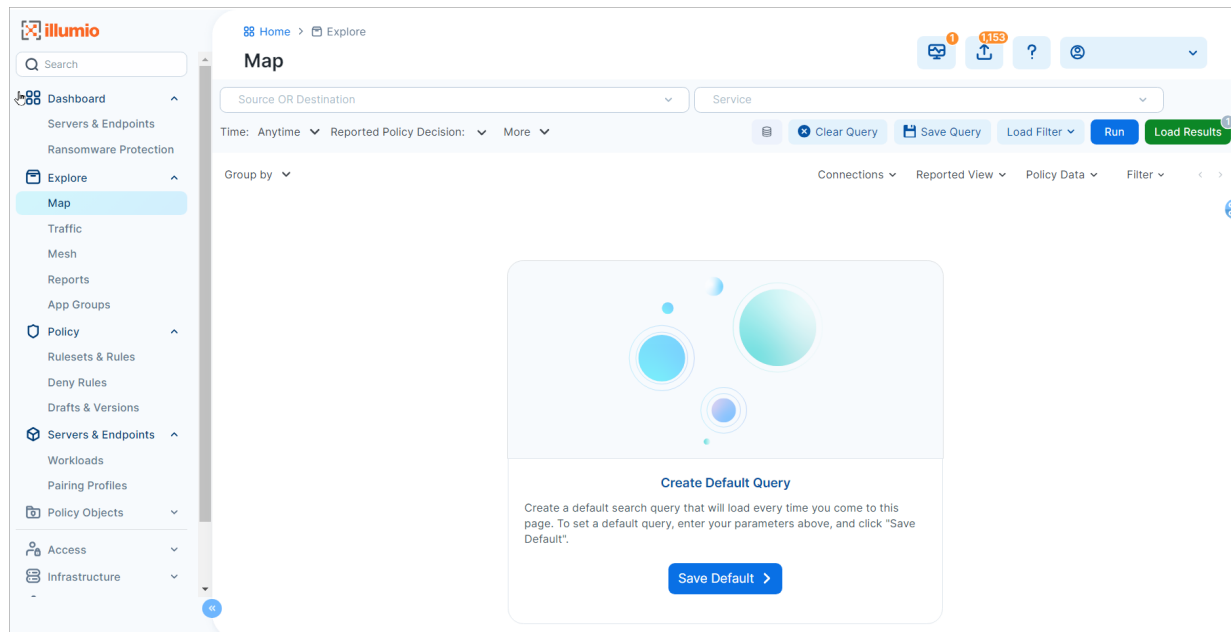 illumio
Search
Dashboard
Servers & Endpoints
Ransomware Protection
Explore
Map
Traffic
Mesh
Reports
App Groups
Policy
Rulesets & Rules
Deny Rules
Drafts & Versions
Servers & Endpoints
Workloads
Pairing Profiles
Policy Objects
Access
Infrastructure
Home > Explore
Map
1
1,153
?
Source OR Destination
Service
Time: Anytime Reported Policy Decision: More
Clear Query Save Query Load Filter Run Load Results 1
Group by
Connections Reported View Policy Data Filter
Create Default Query
Create a default search query that will load every time you come to this
page. To set a default query, enter your parameters above, and click "Save
Default".
Save Default